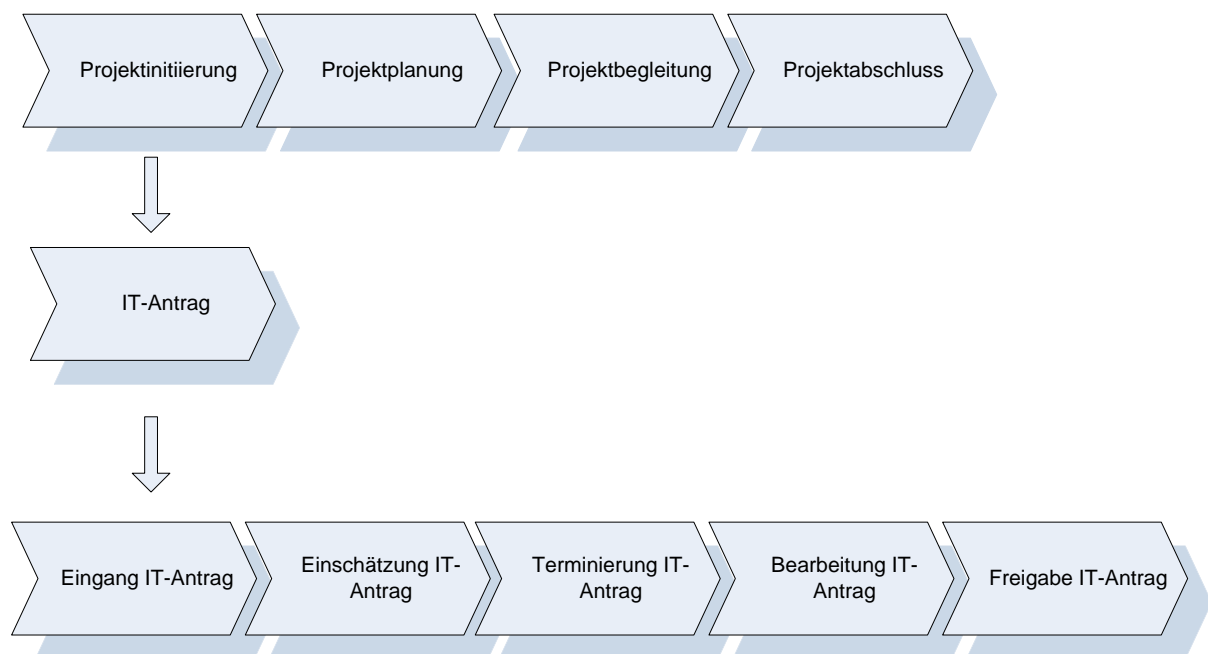 Projektinitiierung
Projektplanung
Projektbegleitung
Projektabschluss
IT-Antrag
Eingang IT-Antrag
Einschätzung IT-
Antrag
Terminierung IT-
Antrag
Bearbeitung IT-
Antrag
Freigabe IT-Antrag